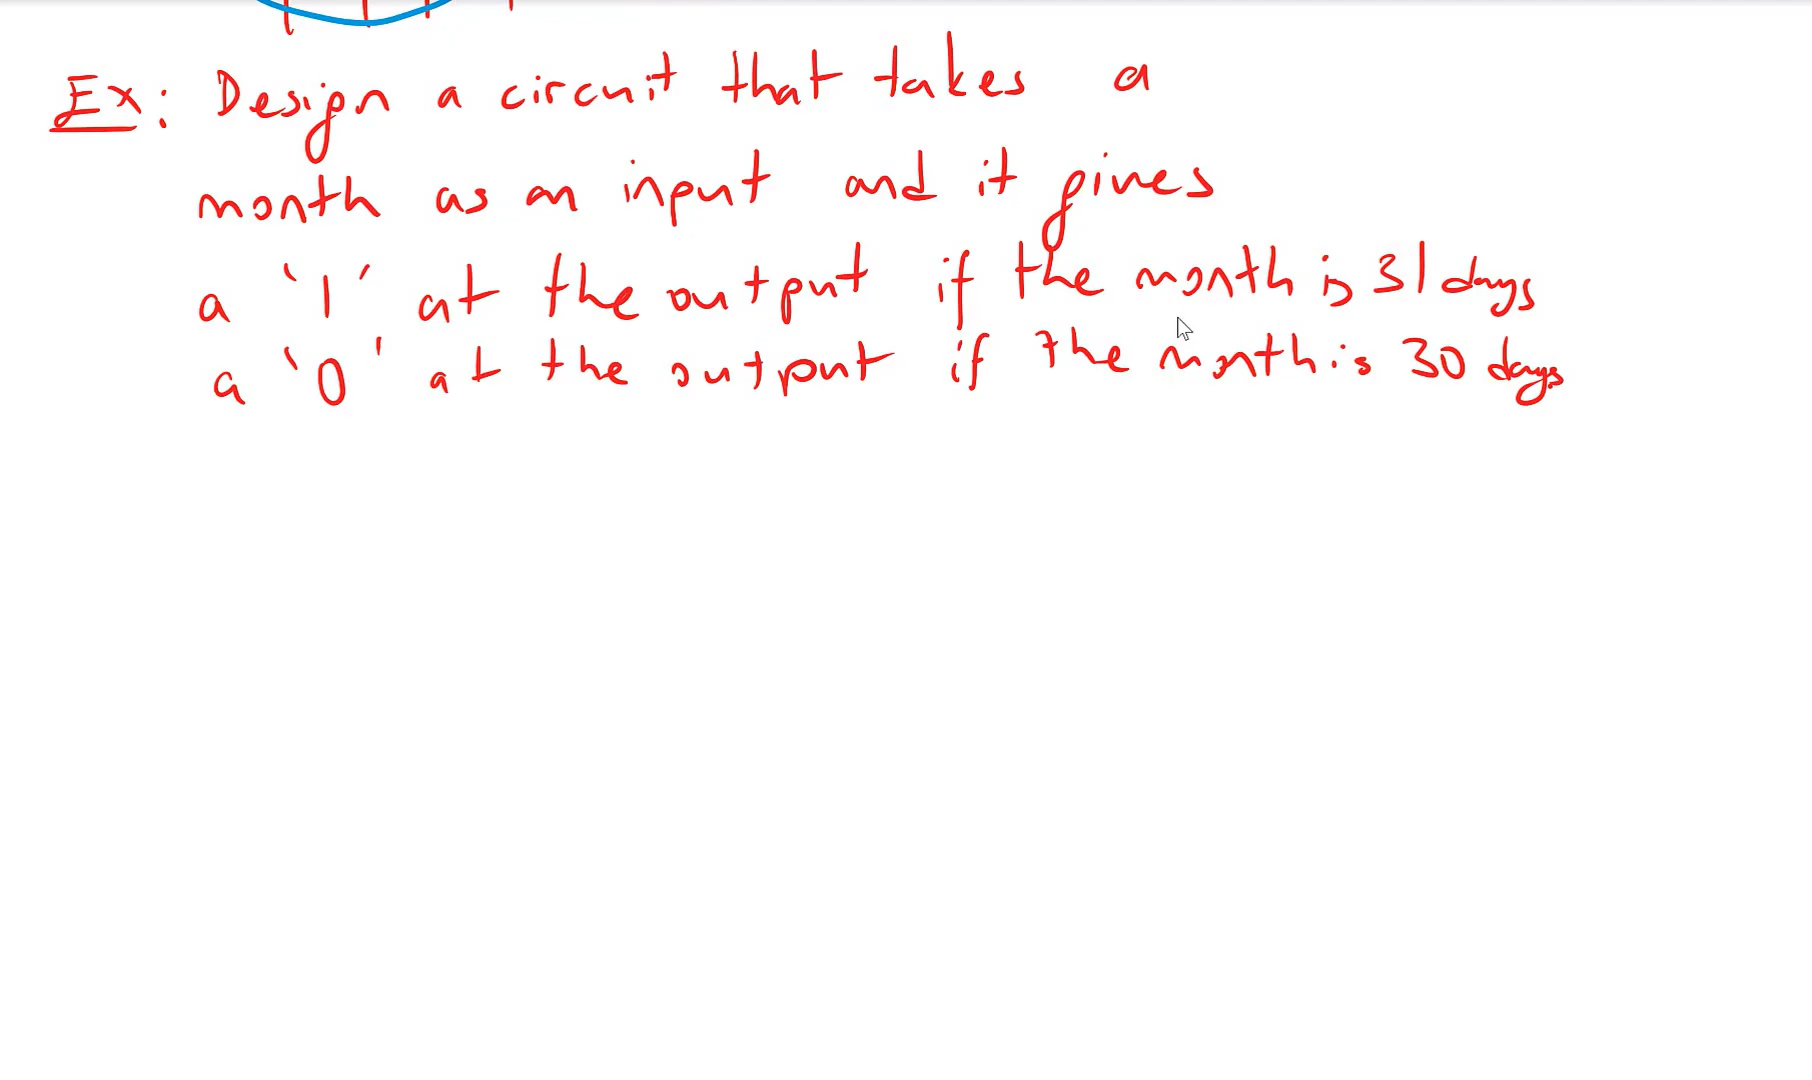 Ex: Design a circuit that takes a
month as an input and it gives
a '1' at the output if the month is 31 days
a '0' at the output if the month is 30 days